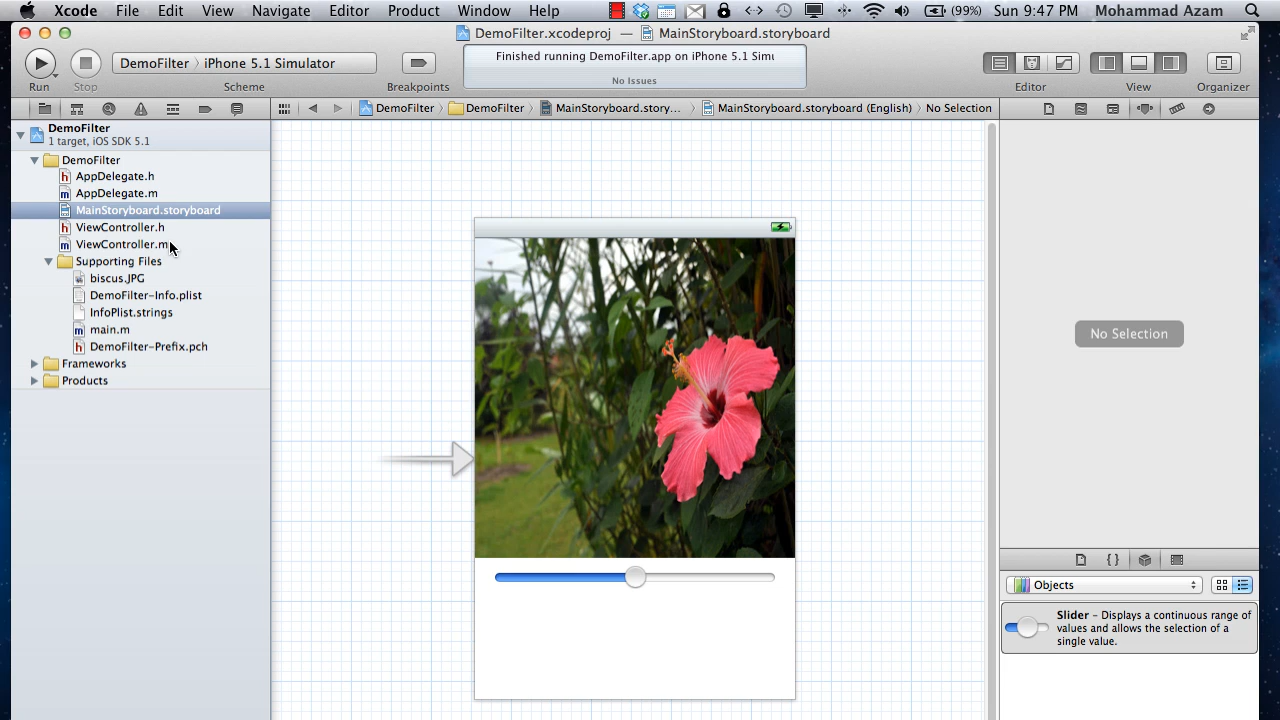 Xcode File Edit View Navigate Editor Product Window Help (99%) Sun 9:47 PM Mohammad Azam
DemoFilter.xcodeproj — MainStoryboard.storyboard
DemoFilter iPhone 5.1 Simulator
Finished running DemoFilter.app on iPhone 5.1 Simu
No Issues
Run Stop Scheme Breakpoints Editor View Organizer
DemoFilter DemoFilter MainStoryboard.story... MainStoryboard.storyboard (English) No Selection
DemoFilter
1 target, iOS SDK 5.1
DemoFilter
AppDelegate.h
AppDelegate.m
MainStoryboard.storyboard
ViewController.h
ViewController.m
Supporting Files
biscus.JPG
DemoFilter-Info.plist
InfoPlist.strings
main.m
DemoFilter-Prefix.pch
Frameworks
Products
No Selection
Objects
Slider - Displays a continuous range of
values and allows the selection of a
single value.